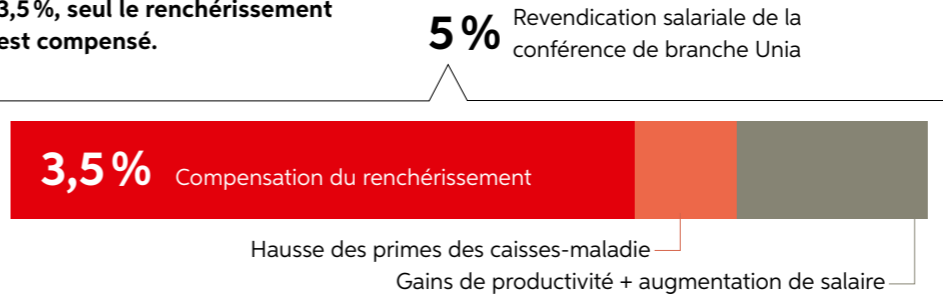 3,5 %, seul le renchérissement
est compensé.
5 %
Revendication salariale de la
conférence de branche Unia
3,5 % Compensation du renchérissement
Hausse des primes des caisses-maladie
Gains de productivité + augmentation de salaire